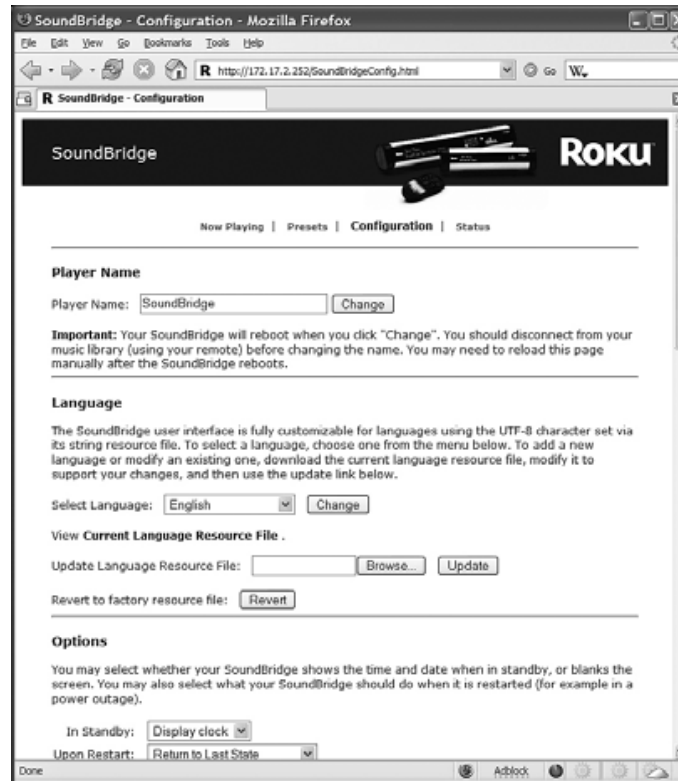 SoundBridge - Configuration - Mozilla Firefox
File Edit View Go Bookmarks Tools Help
R http://172.17.2.252/SoundBridgeConfig.html Go W
R SoundBridge - Configuration
SoundBridge ROKU
Now Playing | Presets | Configuration | Status
Player Name
Player Name: SoundBridge Change
Important: Your SoundBridge will reboot when you click "Change". You should disconnect from your
music library (using your remote) before changing the name. You may need to reload this page
manually after the SoundBridge reboots.
Language
The SoundBridge user interface is fully customizable for languages using the UTF-8 character set via
its string resource file. To select a language, choose one from the menu below. To add a new
language or modify an existing one, download the current language resource file, modify it to
support your changes, and then use the update link below.
Select Language: English Change
View Current Language Resource File .
Update Language Resource File: Browse... Update
Revert to factory resource file: Revert
Options
You may select whether your SoundBridge shows the time and date when in standby, or blanks the
screen. You may also select what your SoundBridge should do when it is restarted (for example in a
power outage).
In Standby: Display clock
Upon Restart: Return to Last State
Done Adblock